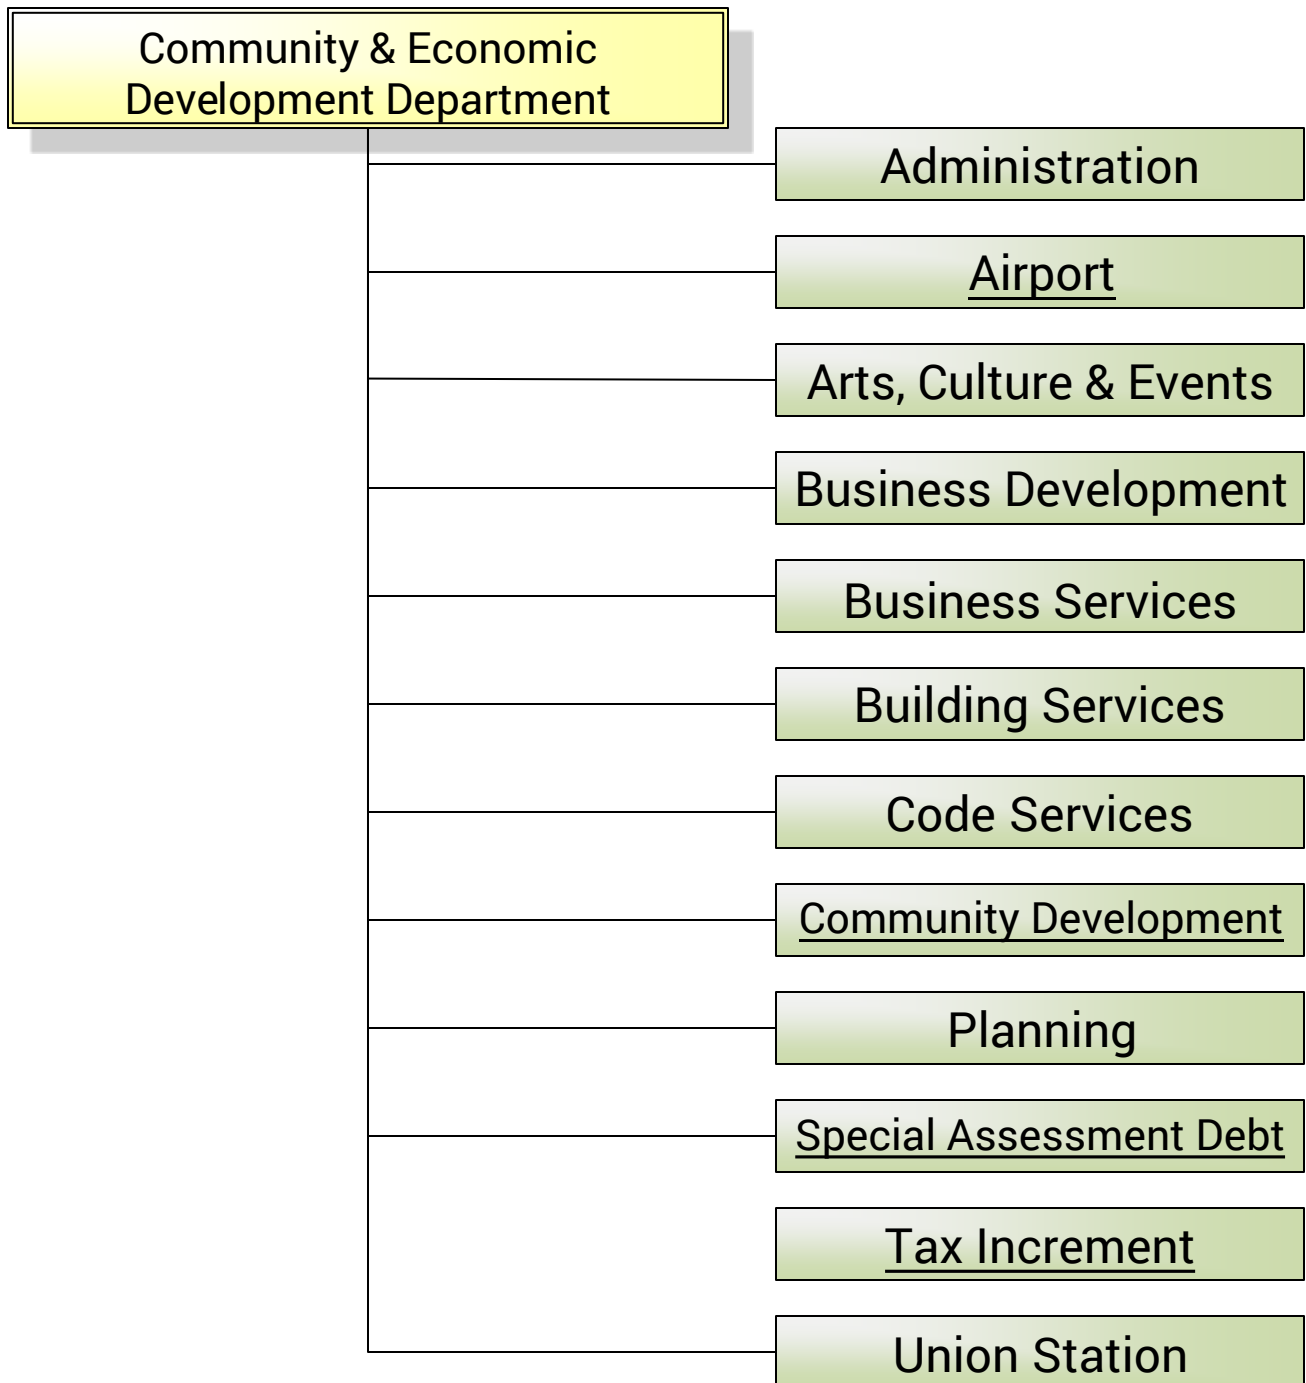 Community & Economic
Development Department
Administration
Airport
Arts, Culture & Events
Business Development
Business Services
Building Services
Code Services
Community Development
Planning
Special Assessment Debt
Tax Increment
Union Station